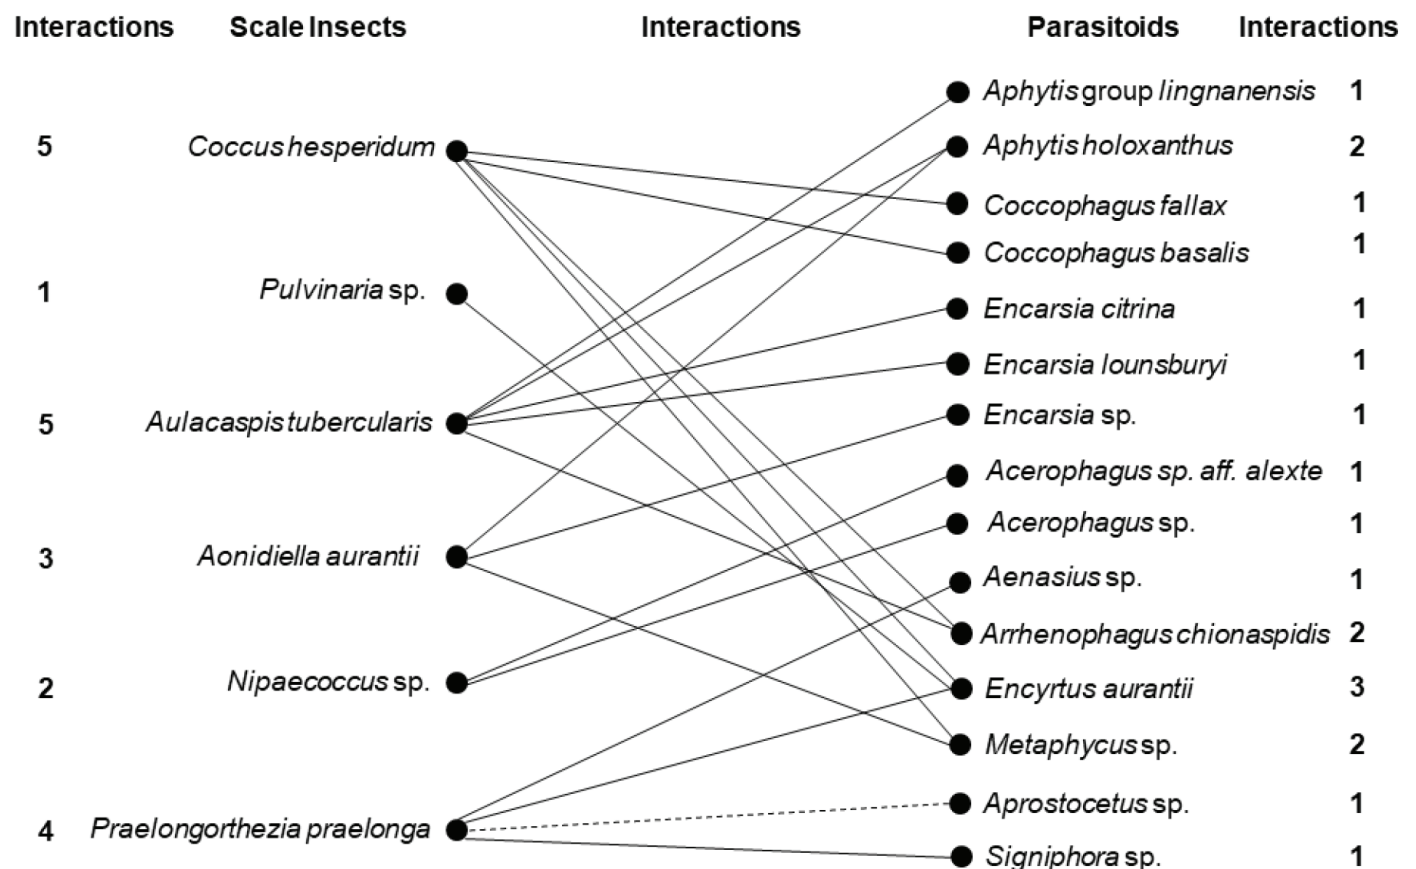 Interactions Scale Insects Interactions Parasitoids Interactions
Aphytis group lingnanensis 1
5 Coccus hesperidum Aphytis holoxanthus 2
Coccophagus fallax 1
Coccophagus basalis 1
1 Pulvinaria sp. Encarsia citrina 1
Encarsia lounsburyi 1
5 Aulacaspis tubercularis Encarsia sp. 1
Acerophagus sp. aff. alexte 1
Acerophagus sp. 1
3 Aonidiella aurantii Aenasius sp. 1
Arrhenophagus chionaspidis 2
2 Nipaecoccus sp. Encyrtus aurantii 3
Metaphycus sp. 2
Aprostocetus sp. 1
4 Praelongorthezia praelonga
Signiphora sp. 1